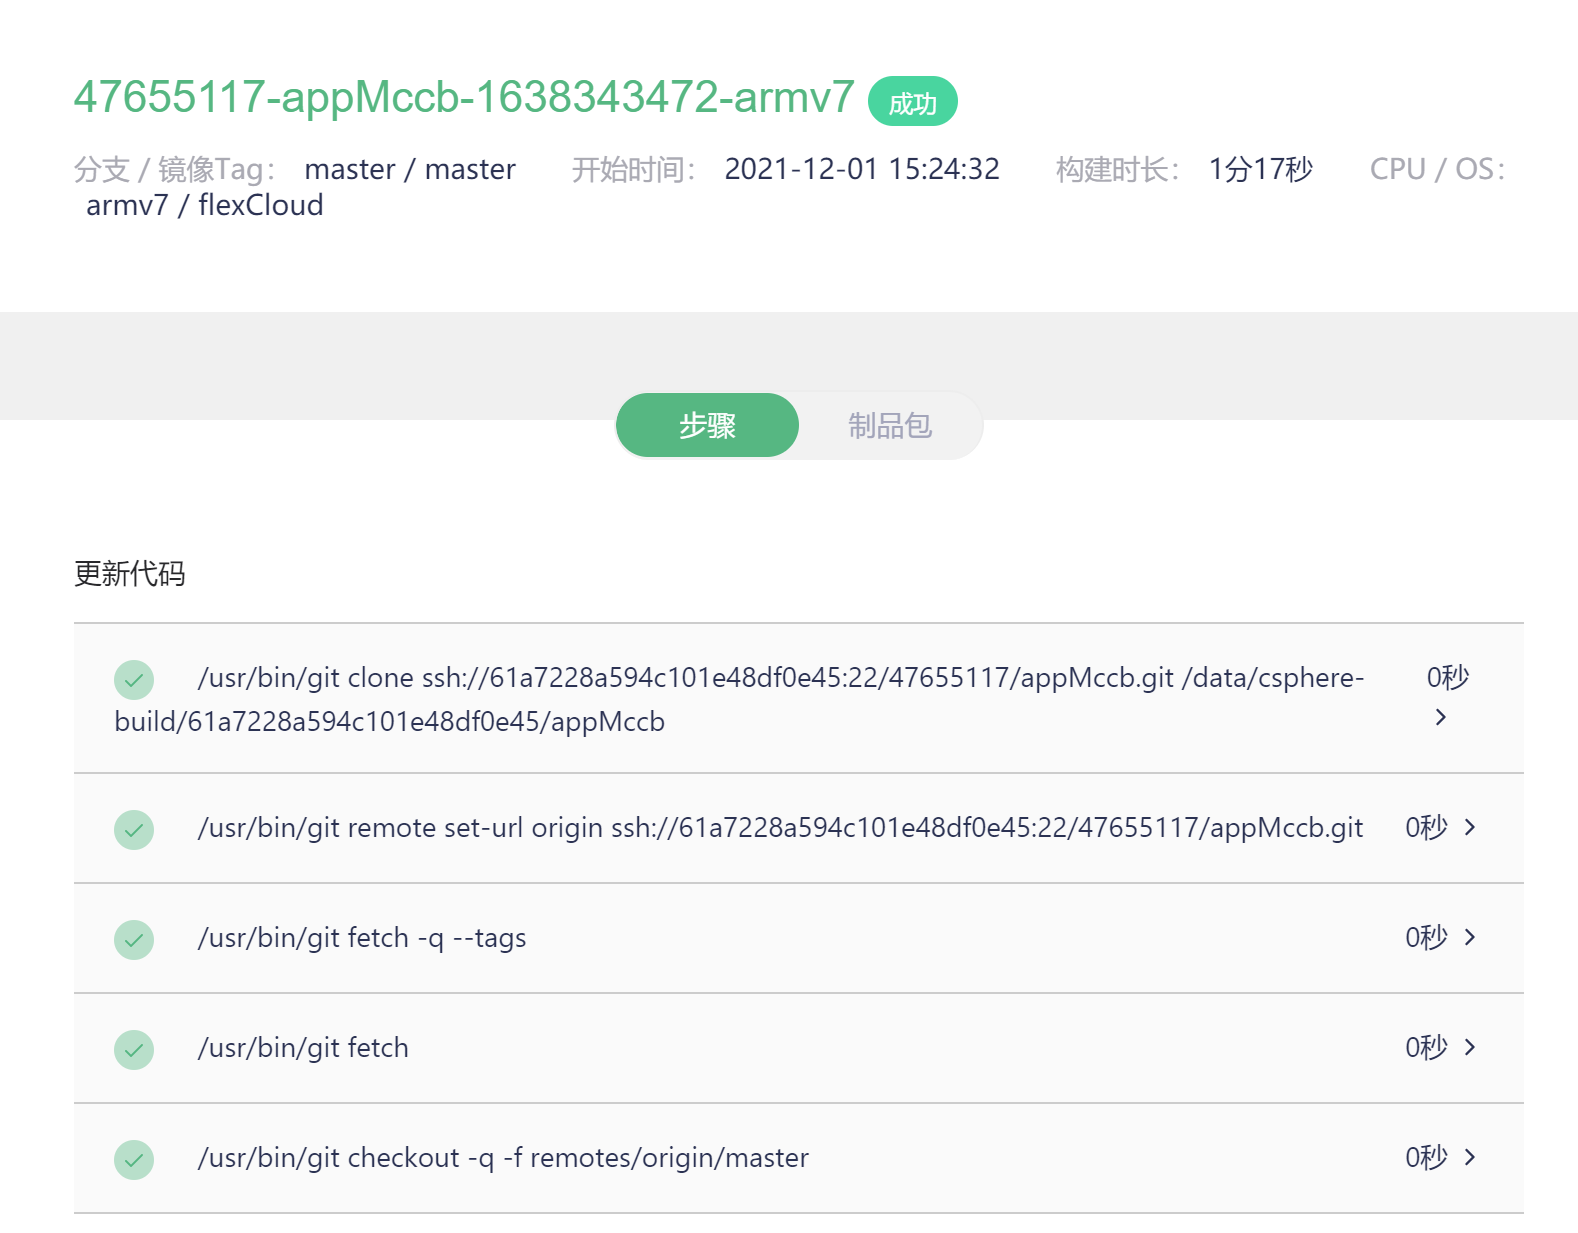 47655117-appMccb-1638343472-armv7 成功
分支 / 镜像Tag： master / master 开始时间： 2021-12-01 15:24:32 构建时长： 1分17秒 CPU / OS：
armv7 / flexCloud
步骤 制品包
更新代码
/usr/bin/git clone ssh://61a7228a594c101e48df0e45:22/47655117/appMccb.git /data/csphere- 0秒
build/61a7228a594c101e48df0e45/appMccb
/usr/bin/git remote set-url origin ssh://61a7228a594c101e48df0e45:22/47655117/appMccb.git 0秒
/usr/bin/git fetch -q --tags 0秒
/usr/bin/git fetch 0秒
/usr/bin/git checkout -q -f remotes/origin/master 0秒